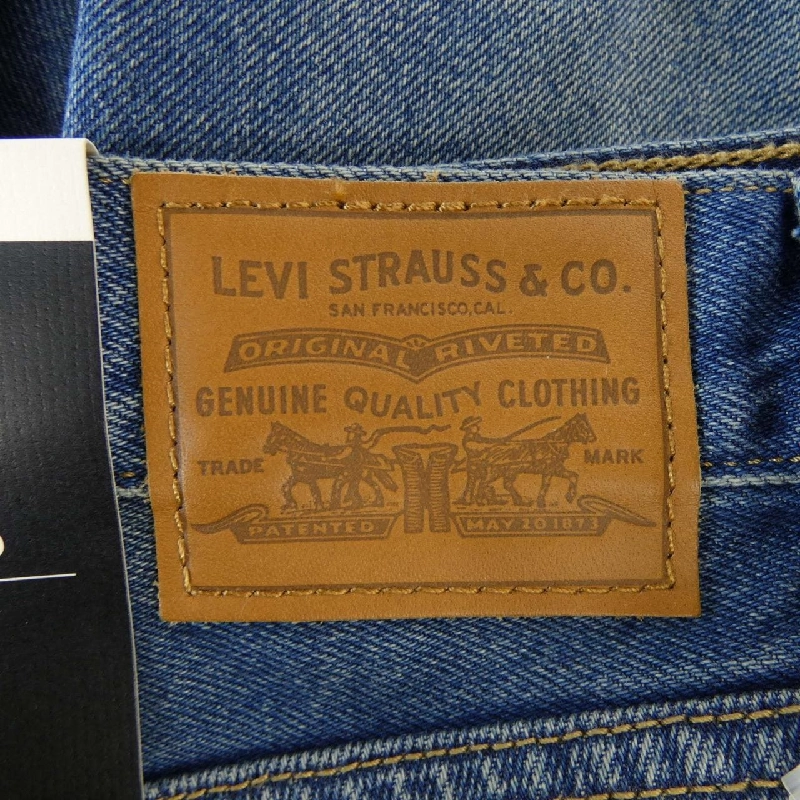 LEVI STRAUSS & CO.
SAN FRANCISCO, CAL.
ORIGINAL RIVETED
GENUINE QUALITY CLOTHING
TRADE MARK
PATENTED MAY 20 1873